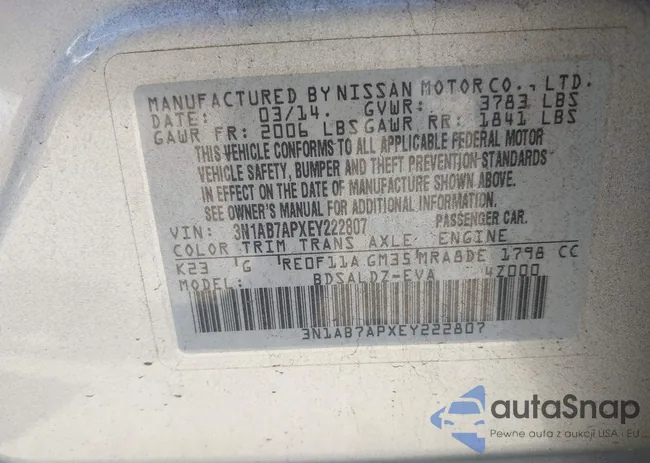 MANUFACTURED BY NISSAN MOTOR CO., LTD.
DATE: 03/14. GVWR: 3783 LBS
GAWR FR: 2006 LBS GAWR RR: 1841 LBS
THIS VEHICLE CONFORMS TO ALL APPLICABLE FEDERAL MOTOR
VEHICLE SAFETY, BUMPER AND THEFT PREVENTION STANDARDS
IN EFFECT ON THE DATE OF MANUFACTURE SHOWN ABOVE.
SEE OWNER'S MANUAL FOR ADDITIONAL INFORMATION.
VIN: 3N1AB7APXEY222807 PASSENGER CAR.
COLOR TRIM TRANS AXLE ENGINE
K23 G RE0F11A GM35 MRA8DE 1798 CC
MODEL: BDSALDZ-EVA 4Z000
3N1AB7APXEY222807
autaSnap
Pewne auta z aukcji USA - EU